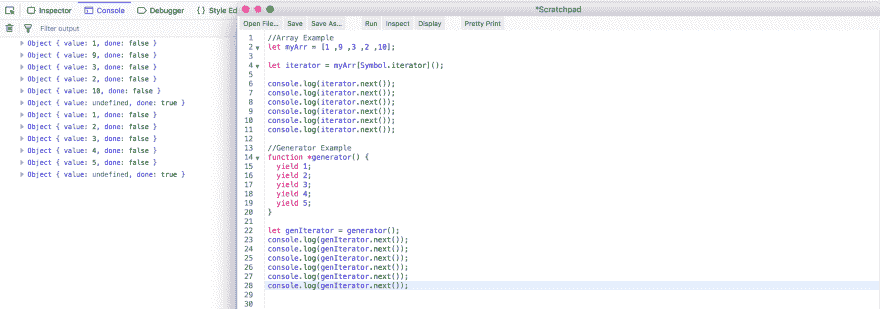 Inspector Console Debugger {} Style Ed
Filter output
Object { value: 1, done: false }
Object { value: 9, done: false }
Object { value: 3, done: false }
Object { value: 2, done: false }
Object { value: 10, done: false }
Object { value: undefined, done: true }
Object { value: 1, done: false }
Object { value: 2, done: false }
Object { value: 3, done: false }
Object { value: 4, done: false }
Object { value: 5, done: false }
Object { value: undefined, done: true }
*Scratchpad
Open File... Save Save As... Run Inspect Display Pretty Print
1 //Array Example
2 let myArr = [1 ,9 ,3 ,2 ,10];
3
4 let iterator = myArr[Symbol.iterator]();
5
6 console.log(iterator.next());
7 console.log(iterator.next());
8 console.log(iterator.next());
9 console.log(iterator.next());
10 console.log(iterator.next());
11 console.log(iterator.next());
12
13 //Generator Example
14 function *generator() {
15 yield 1;
16 yield 2;
17 yield 3;
18 yield 4;
19 yield 5;
20 }
21
22 let genIterator = generator();
23 console.log(genIterator.next());
24 console.log(genIterator.next());
25 console.log(genIterator.next());
26 console.log(genIterator.next());
27 console.log(genIterator.next());
28 console.log(genIterator.next());
29
30